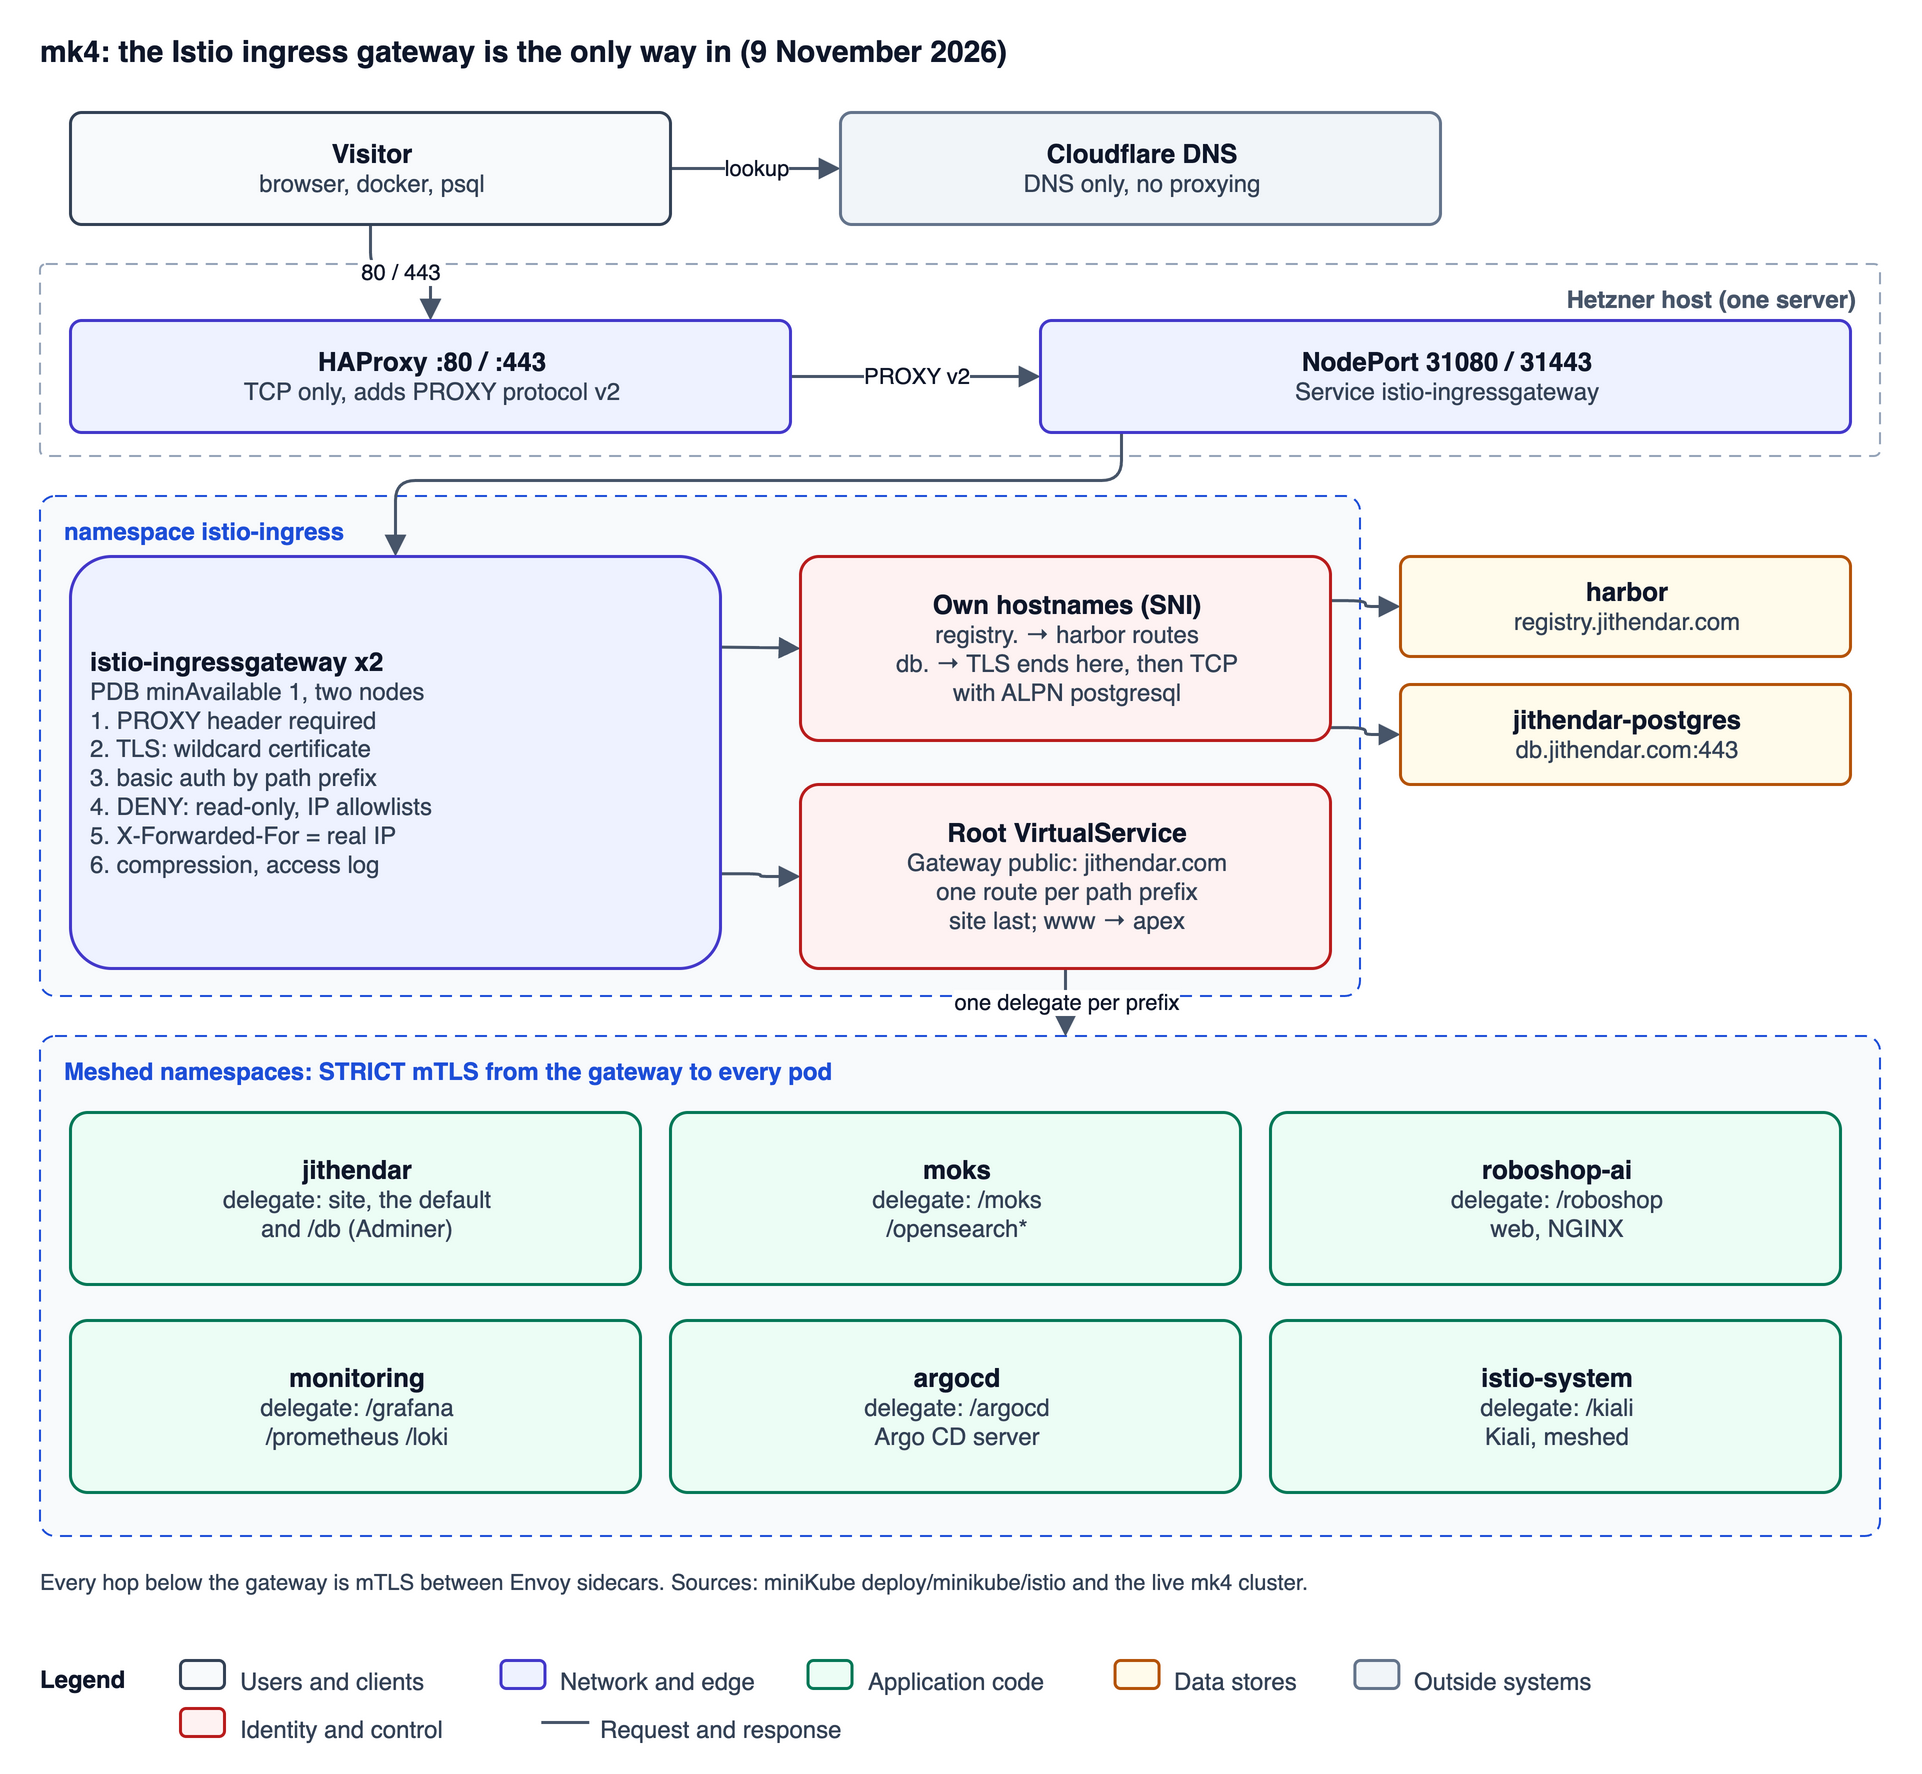 mk4: the Istio ingress gateway is the only way in (9 November 2026)
Visitor
browser, docker, psql
lookup
Cloudflare DNS
DNS only, no proxying
80 / 443
Hetzner host (one server)
HAProxy :80 / :443
TCP only, adds PROXY protocol v2
PROXY v2
NodePort 31080 / 31443
Service istio-ingressgateway
namespace istio-ingress
istio-ingressgateway x2
PDB minAvailable 1, two nodes
1. PROXY header required
2. TLS: wildcard certificate
3. basic auth by path prefix
4. DENY: read-only, IP allowlists
5. X-Forwarded-For = real IP
6. compression, access log
Own hostnames (SNI)
registry. → harbor routes
db. → TLS ends here, then TCP
with ALPN postgresql
harbor
registry.jithendar.com
jithendar-postgres
db.jithendar.com:443
Root VirtualService
Gateway public: jithendar.com
one route per path prefix
site last; www → apex
one delegate per prefix
Meshed namespaces: STRICT mTLS from the gateway to every pod
jithendar
delegate: site, the default
and /db (Adminer)
moks
delegate: /moks
/opensearch*
roboshop-ai
delegate: /roboshop
web, NGINX
monitoring
delegate: /grafana
/prometheus /loki
argocd
delegate: /argocd
Argo CD server
istio-system
delegate: /kiali
Kiali, meshed
Every hop below the gateway is mTLS between Envoy sidecars. Sources: miniKube deploy/minikube/istio and the live mk4 cluster.
Legend
Users and clients
Network and edge
Application code
Data stores
Outside systems
Identity and control
Request and response